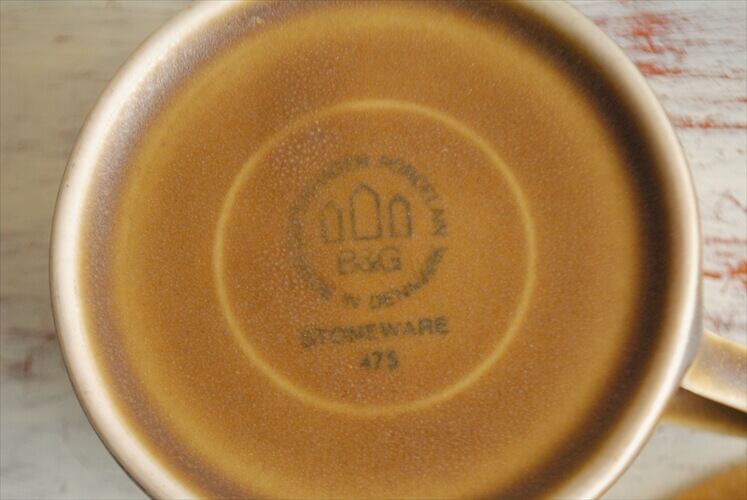 COPENHAGEN PORCELAIN
MADE IN DENMARK
B&G
STONEWARE
475